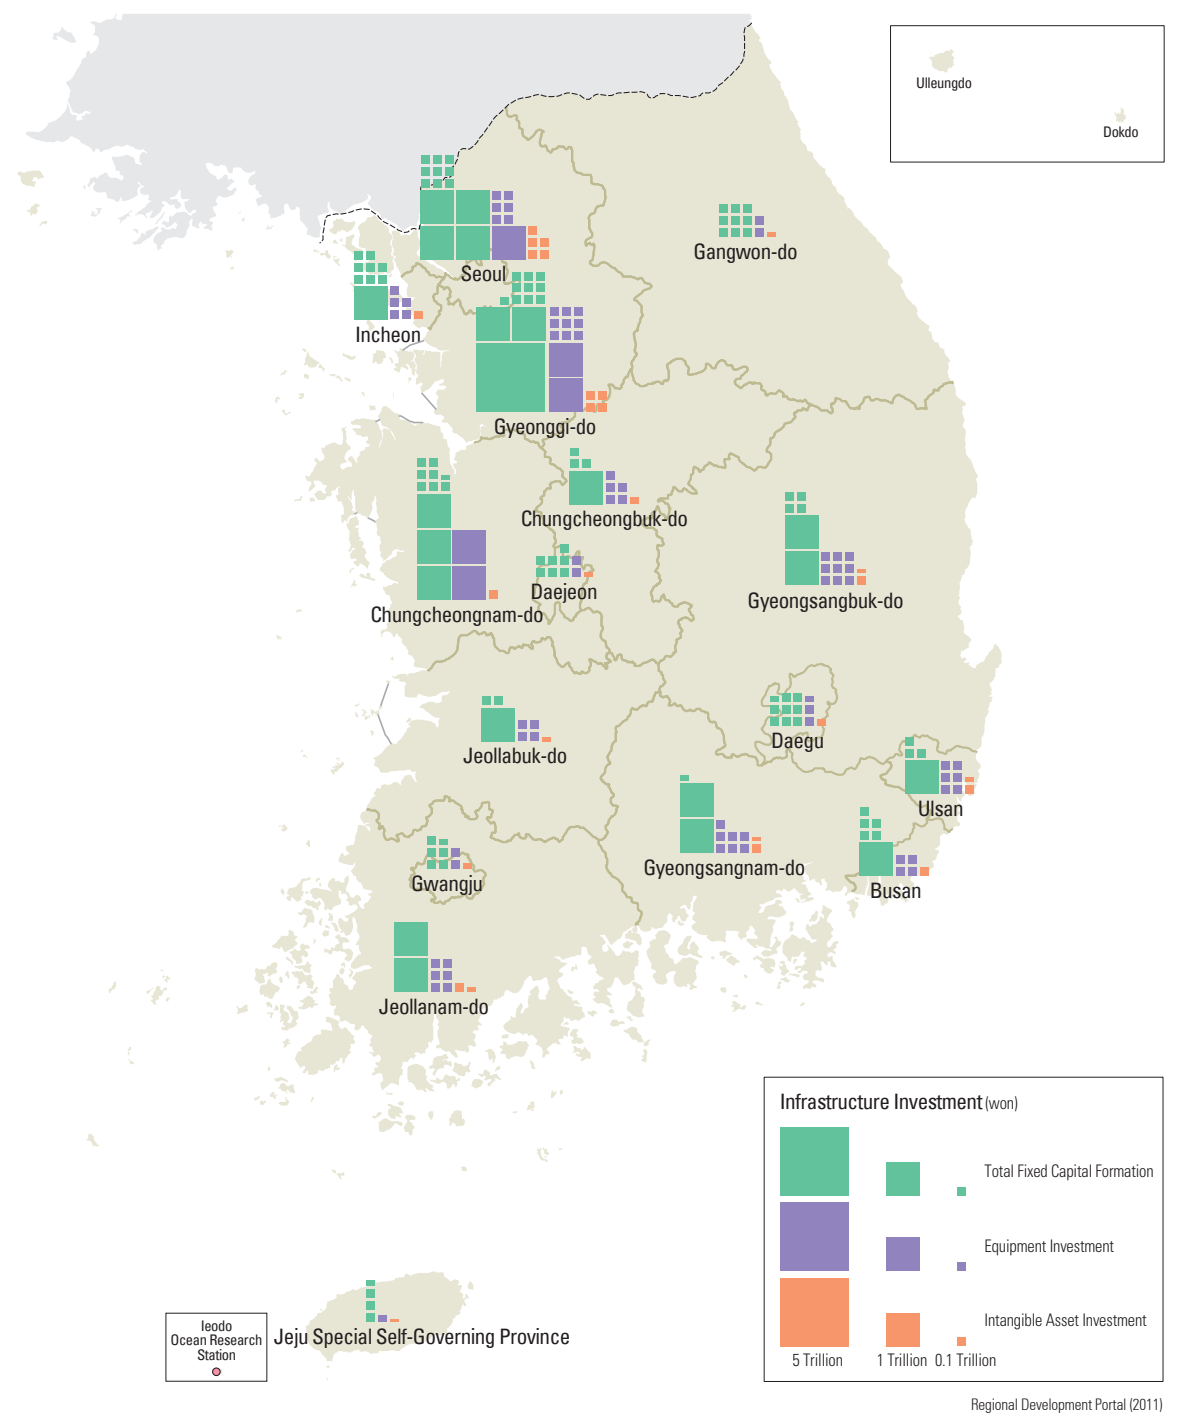 Ulleungdo
Dokdo
Gangwon-do
Seoul
Incheon
Gyeonggi-do
Chungcheongbuk-do
Daejeon
Gyeongsangbuk-do
Chungcheongnam-do
Daegu
Jeollabuk-do
Ulsan
Gyeongsangnam-do
Gwangju
Busan
Jeollanam-do
Infrastructure Investment (won)
Total Fixed Capital Formation
Equipment Investment
Intangible Asset Investment
5 Trillion 1 Trillion 0.1 Trillion
Ieodo
Ocean Research
Station
Jeju Special Self-Governing Province
Regional Development Portal (2011)